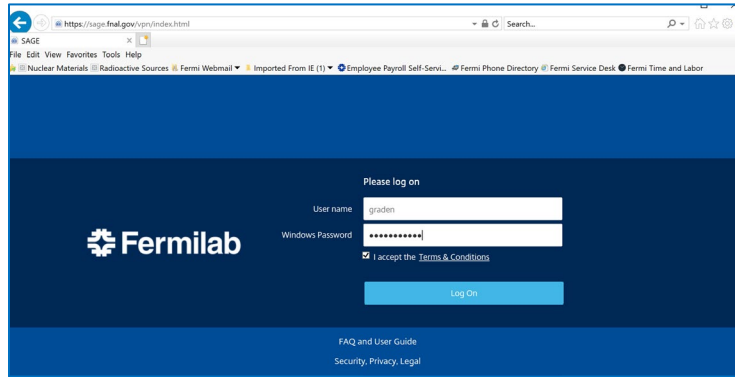 https://sage.fnal.gov/vpn/index.html Search...
SAGE
File Edit View Favorites Tools Help
Nuclear Materials Radioactive Sources Fermi Webmail Imported From IE (1) Employee Payroll Self-Servi... Fermi Phone Directory Fermi Service Desk Fermi Time and Labor
Please log on
User name graden
Windows Password •••••••••••
Fermilab
I accept the Terms & Conditions
Log On
FAQ and User Guide
Security, Privacy, Legal